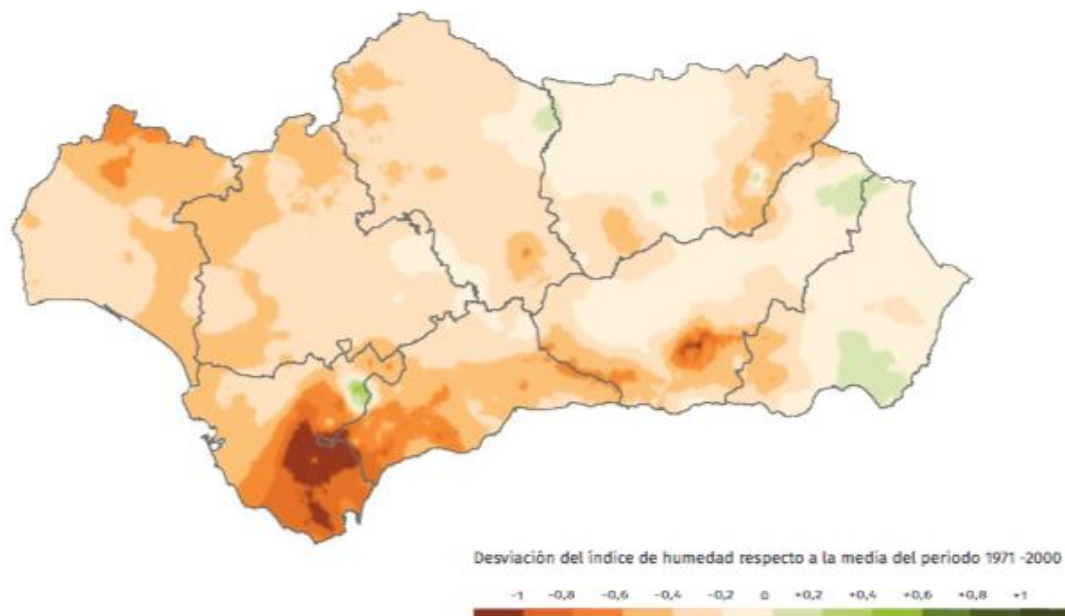 Desviación del índice de humedad respecto a la media del periodo 1971 -2000
-1 -0,8 -0,6 -0,4 -0,2 0 +0,2 +0,4 +0,6 +0,8 +1